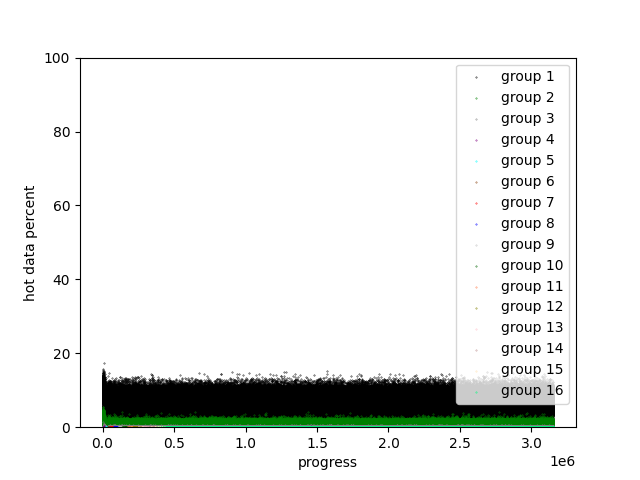 100
80
60
40
20
0
hot data percent
0.0 0.5 1.0 1.5 2.0 2.5 3.0
1e6
progress
group 1
group 2
group 3
group 4
group 5
group 6
group 7
group 8
group 9
group 10
group 11
group 12
group 13
group 14
group 15
group 16